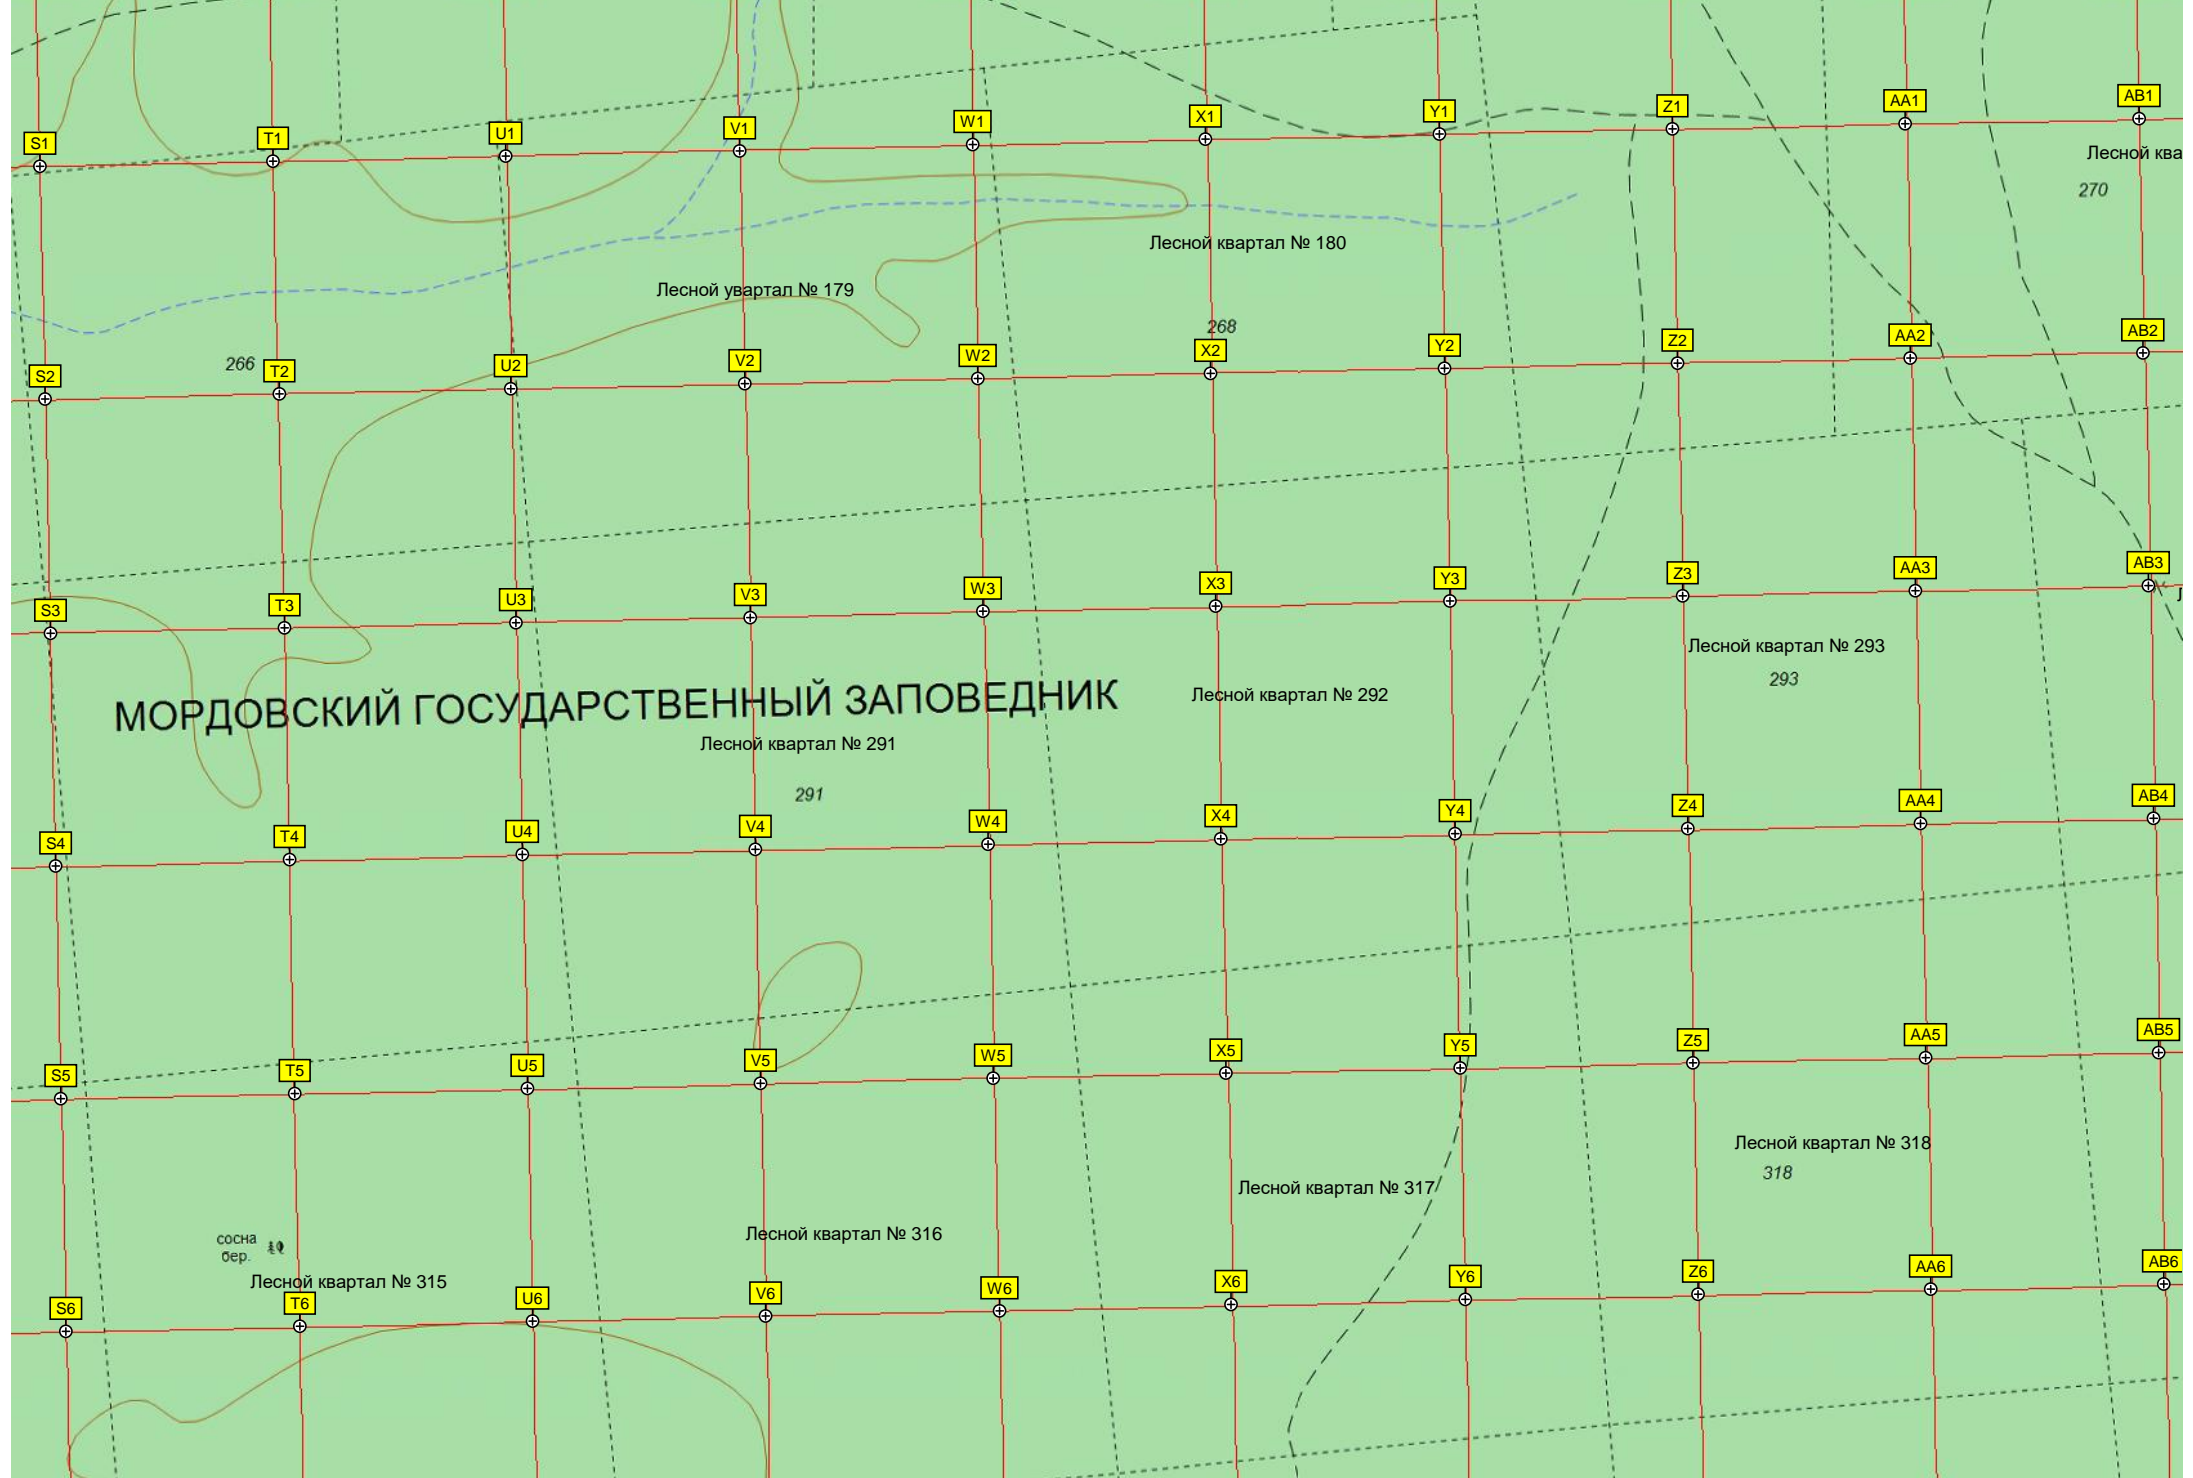 AB1
AA1
Z1
Y1
X1
W1
V1
U1
T1
S1
Лесной ква
270
Лесной квартал № 180
Лесной увартал № 179
268
AB2
AA2
Z2
Y2
X2
W2
V2
U2
266
T2
S2
AB3
AA3
Z3
Y3
X3
W3
V3
U3
T3
S3
Лесной квартал № 293
293
Лесной квартал № 292
МОРДОВСКИЙ ГОСУДАРСТВЕННЫЙ ЗАПОВЕДНИК
Лесной квартал № 291
291
AB4
AA4
Z4
Y4
X4
W4
V4
U4
T4
S4
AB5
AA5
Z5
Y5
X5
W5
V5
U5
T5
S5
Лесной квартал № 318
318
Лесной квартал № 317
Лесной квартал № 316
сосна
бер.
Лесной квартал № 315
AB6
AA6
Z6
Y6
X6
W6
V6
U6
T6
S6